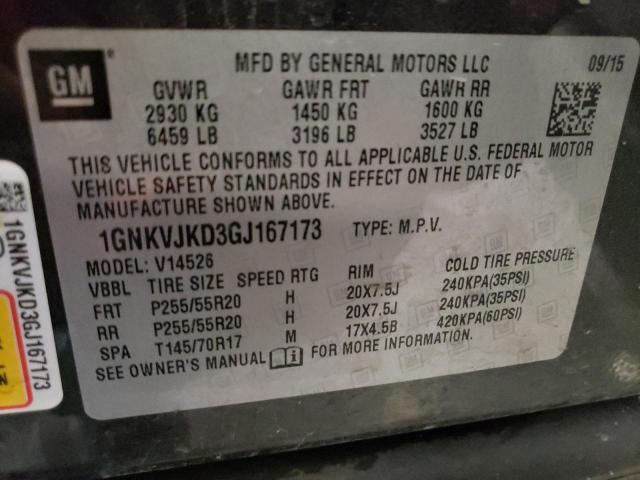 GM
MFD BY GENERAL MOTORS LLC 09/15
GVWR GAWR FRT GAWR RR
2930 KG 1450 KG 1600 KG
6459 LB 3196 LB 3527 LB
THIS VEHICLE CONFORMS TO ALL APPLICABLE U.S. FEDERAL MOTOR
VEHICLE SAFETY STANDARDS IN EFFECT ON THE DATE OF
MANUFACTURE SHOWN ABOVE.
1GNKVJKD3GJ167173 TYPE: M.P.V.
MODEL: V14526
VBBL TIRE SIZE SPEED RTG RIM COLD TIRE PRESSURE
FRT P255/55R20 H 20X7.5J 240KPA(35PSI)
RR P255/55R20 H 20X7.5J 240KPA(35PSI)
SPA T145/70R17 M 17X4.5B 420KPA(60PSI)
SEE OWNER'S MANUAL FOR MORE INFORMATION.
1GNKVJKD3GJ167173